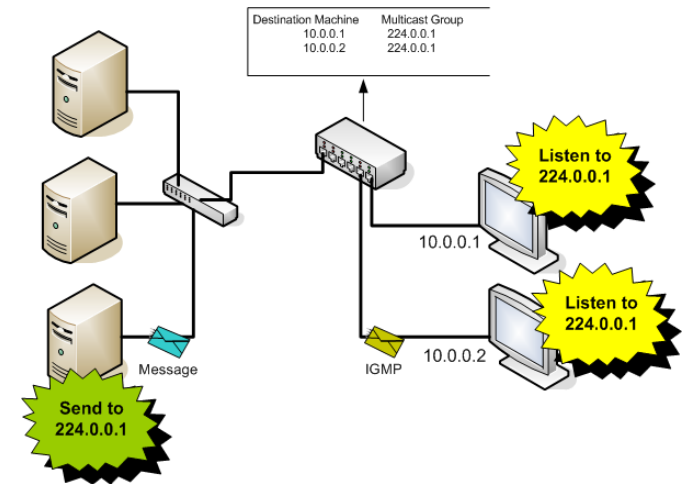 Destination Machine Multicast Group
10.0.0.1 224.0.0.1
10.0.0.2 224.0.0.1
Listen to
224.0.0.1
10.0.0.1
Listen to
224.0.0.1
10.0.0.2
Message
IGMP
Send to
224.0.0.1